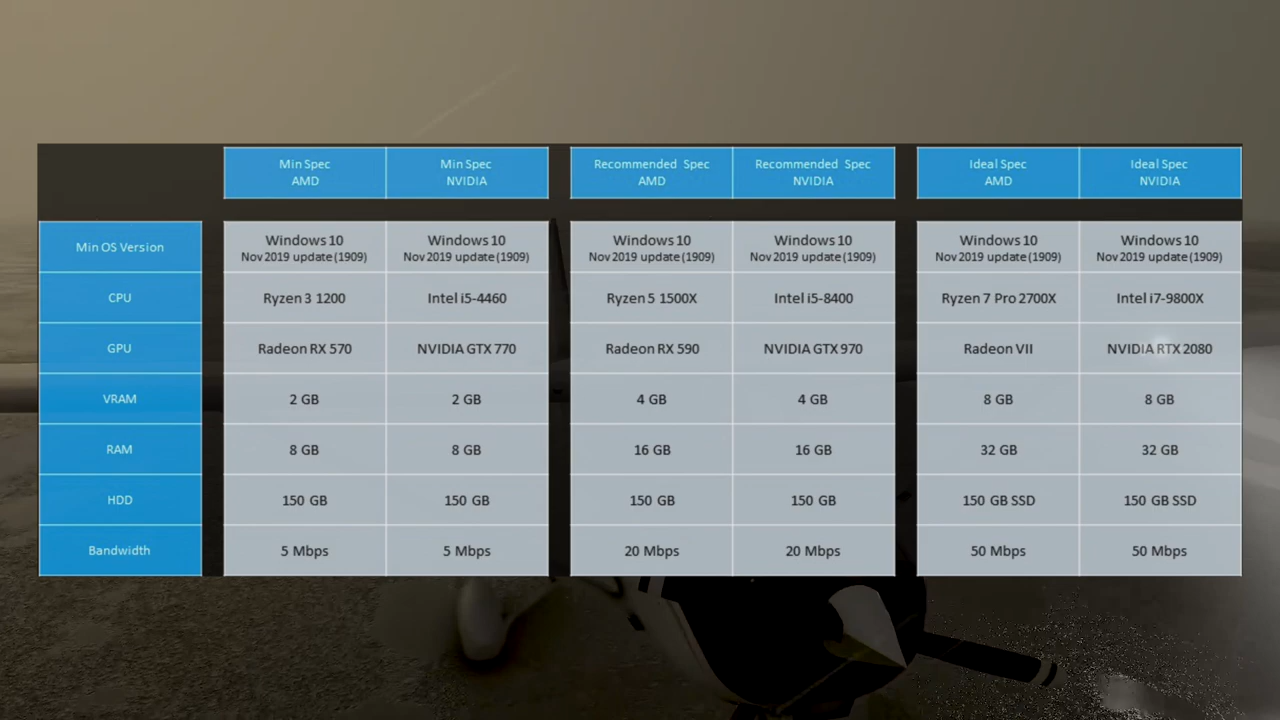 Min Spec
AMD
Min Spec
NVIDIA
Recommended Spec
AMD
Recommended Spec
NVIDIA
Ideal Spec
AMD
Ideal Spec
NVIDIA
Min OS Version
Windows 10
Nov 2019 update (1909)
Windows 10
Nov 2019 update (1909)
Windows 10
Nov 2019 update (1909)
Windows 10
Nov 2019 update (1909)
Windows 10
Nov 2019 update (1909)
Windows 10
Nov 2019 update (1909)
CPU
Ryzen 3 1200
Intel i5-4460
Ryzen 5 1500X
Intel i5-8400
Ryzen 7 Pro 2700X
Intel i7-9800X
GPU
Radeon RX 570
NVIDIA GTX 770
Radeon RX 590
NVIDIA GTX 970
Radeon VII
NVIDIA RTX 2080
VRAM
2 GB
2 GB
4 GB
4 GB
8 GB
8 GB
RAM
8 GB
8 GB
16 GB
16 GB
32 GB
32 GB
HDD
150 GB
150 GB
150 GB
150 GB
150 GB SSD
150 GB SSD
Bandwidth
5 Mbps
5 Mbps
20 Mbps
20 Mbps
50 Mbps
50 Mbps